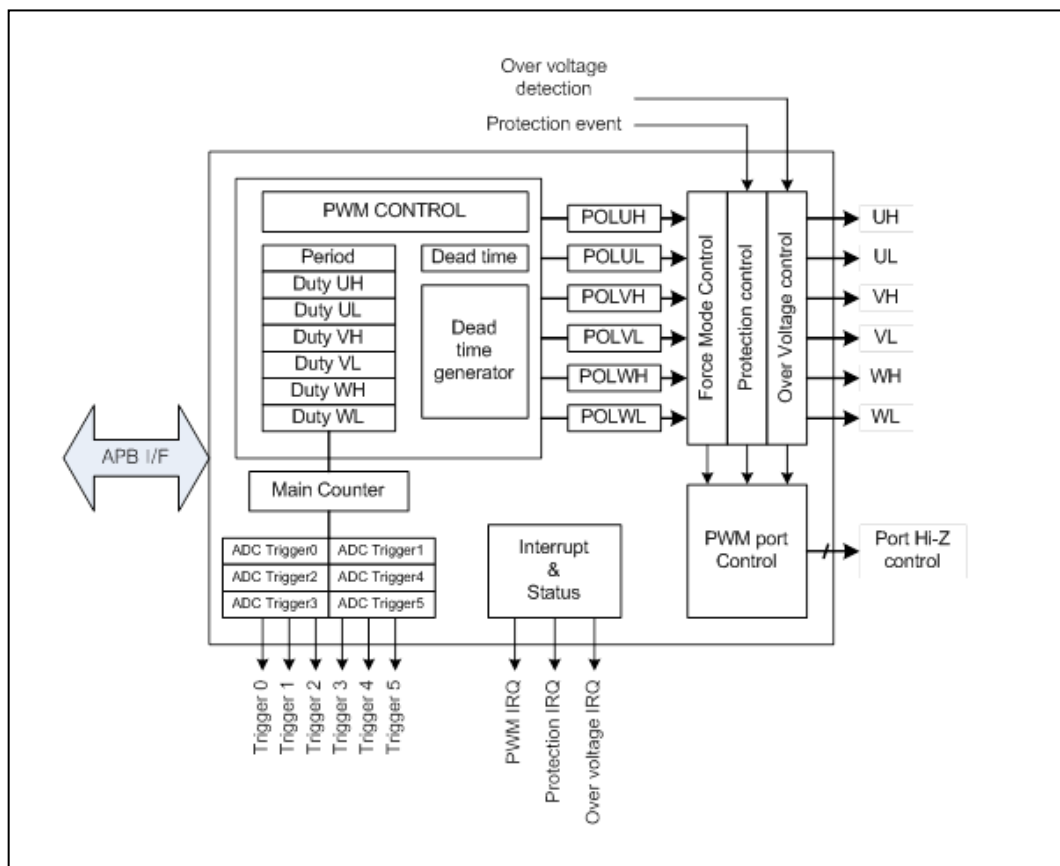 Over voltage
detection
Protection event
PWM CONTROL
Period
Duty UH
Duty UL
Duty VH
Duty VL
Duty WH
Duty WL
Dead time
Dead
time
generator
POLUH
POLUL
POLVH
POLVL
POLWH
POLWL
Force Mode Control
Protection control
Over Voltage control
UH
UL
VH
VL
WH
WL
APB I/F
Main Counter
ADC Trigger0
ADC Trigger1
ADC Trigger2
ADC Trigger4
ADC Trigger3
ADC Trigger5
Interrupt
&
Status
PWM port
Control
Port Hi-Z
control
Trigger 0
Trigger 1
Trigger 2
Trigger 3
Trigger 4
Trigger 5
PWM IRQ
Protection IRQ
Over voltage IRQ